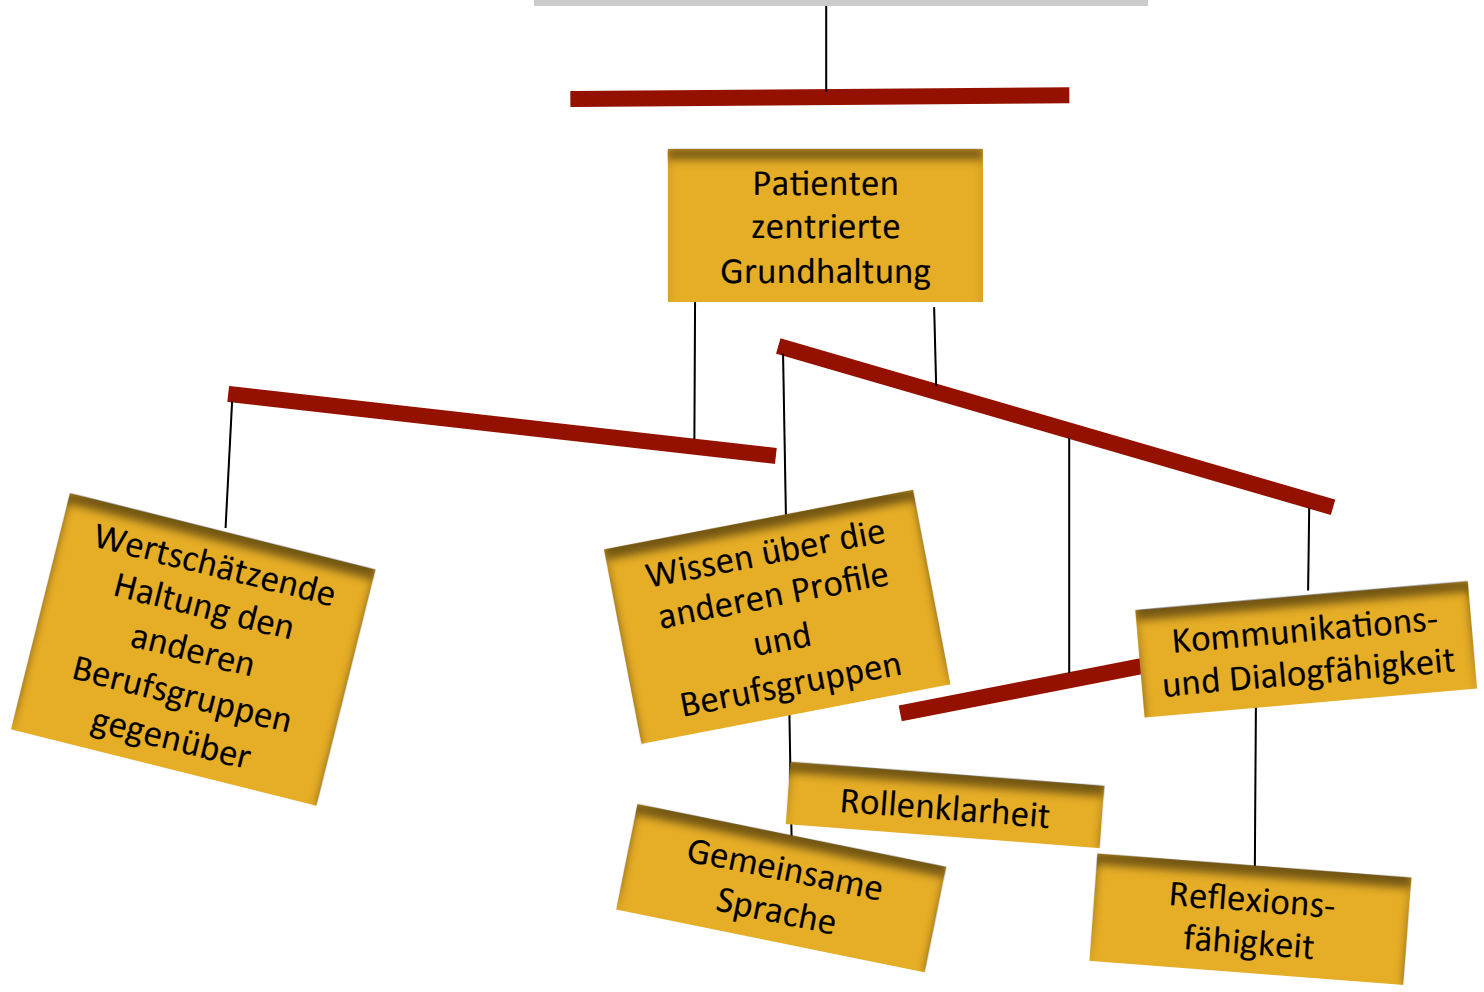 Patienten
zentrierte
Grundhaltung
Wertschätzende
Haltung den
anderen
Berufsgruppen
gegenüber
Wissen über die
anderen Profile
und
Berufsgruppen
Kommunikations-
und Dialogfähigkeit
Rollenklarheit
Gemeinsame
Sprache
Reflexions-
fähigkeit